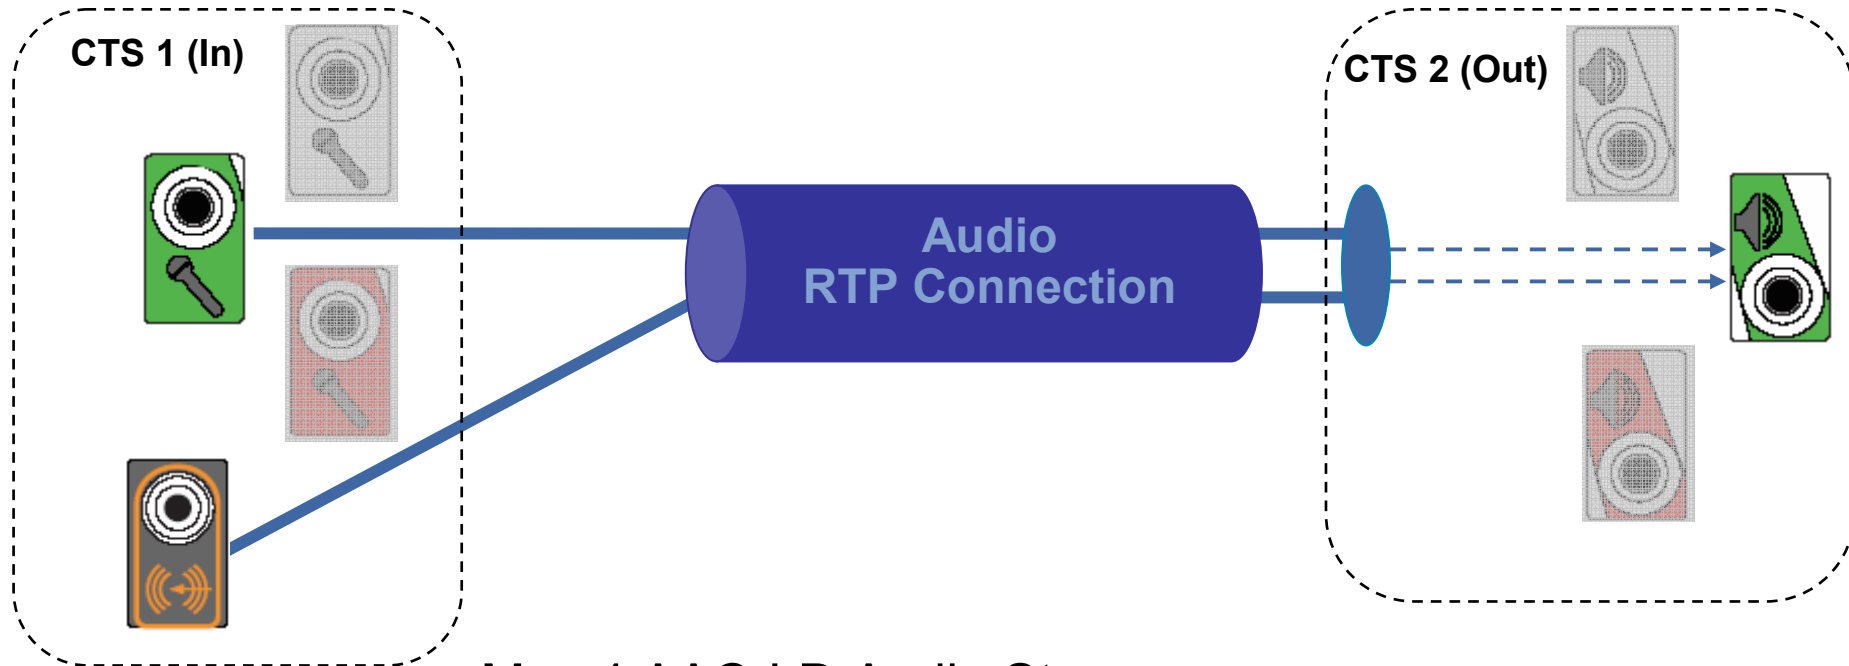 CTS 1 (In)
CTS 2 (Out)
Audio
RTP Connection